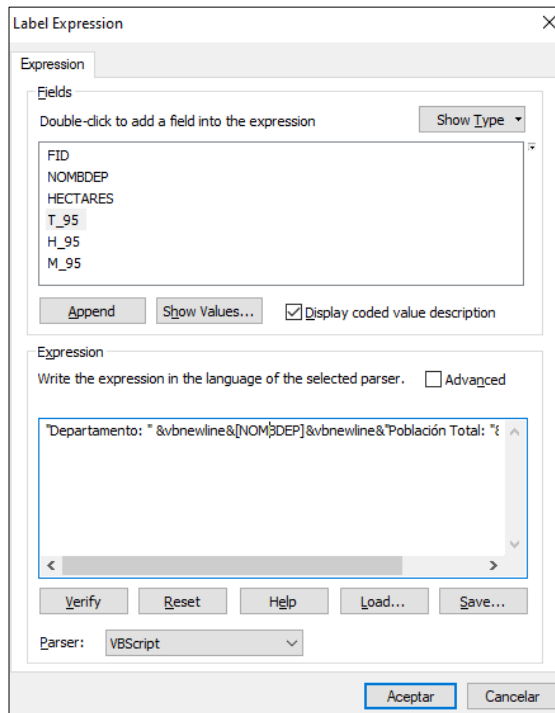 Label Expression
Expression
Fields
Double-click to add a field into the expression
Show Type
FID
NOMBDEP
HECTARES
T_95
H_95
M_95
Append
Show Values...
Display coded value description
Expression
Write the expression in the language of the selected parser.
Advanced
"Departamento: " &vbnewline&[NOMBDEP]&vbnewline&"Población Total: "&
Verify
Reset
Help
Load...
Save...
Parser:
VBScript
Aceptar
Cancelar